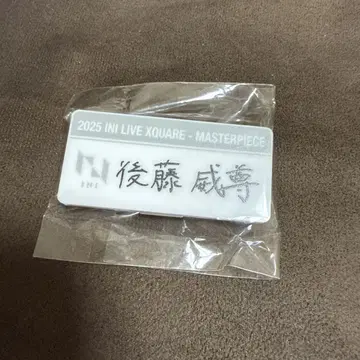 2025 INI LIVE XQUARE - MASTERPIECE
INI
後藤 威尊